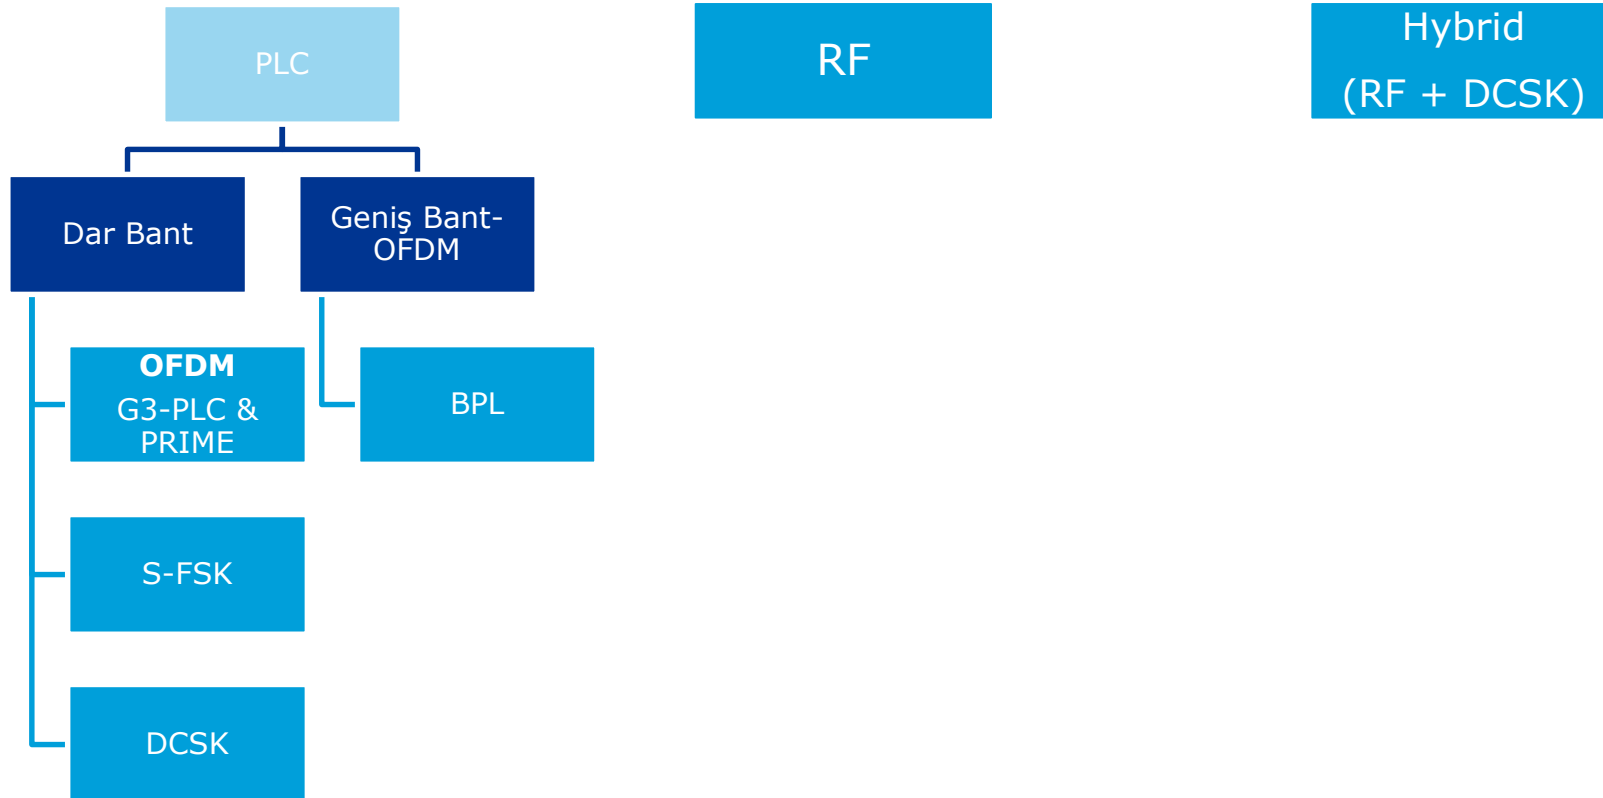 PLC
RF
Hybrid
(RF + DCSK)
Dar Bant
Geniş Bant-
OFDM
OFDM
G3-PLC &
PRIME
BPL
S-FSK
DCSK